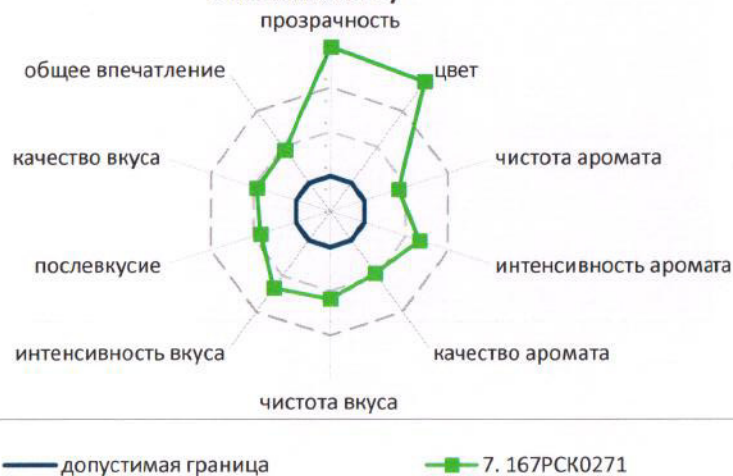 прозрачность
общее впечатление
цвет
качество вкуса
чистота аромата
послевкусие
интенсивность аромата
интенсивность вкуса
качество аромата
чистота вкуса
допустимая граница
7. 167РСК0271